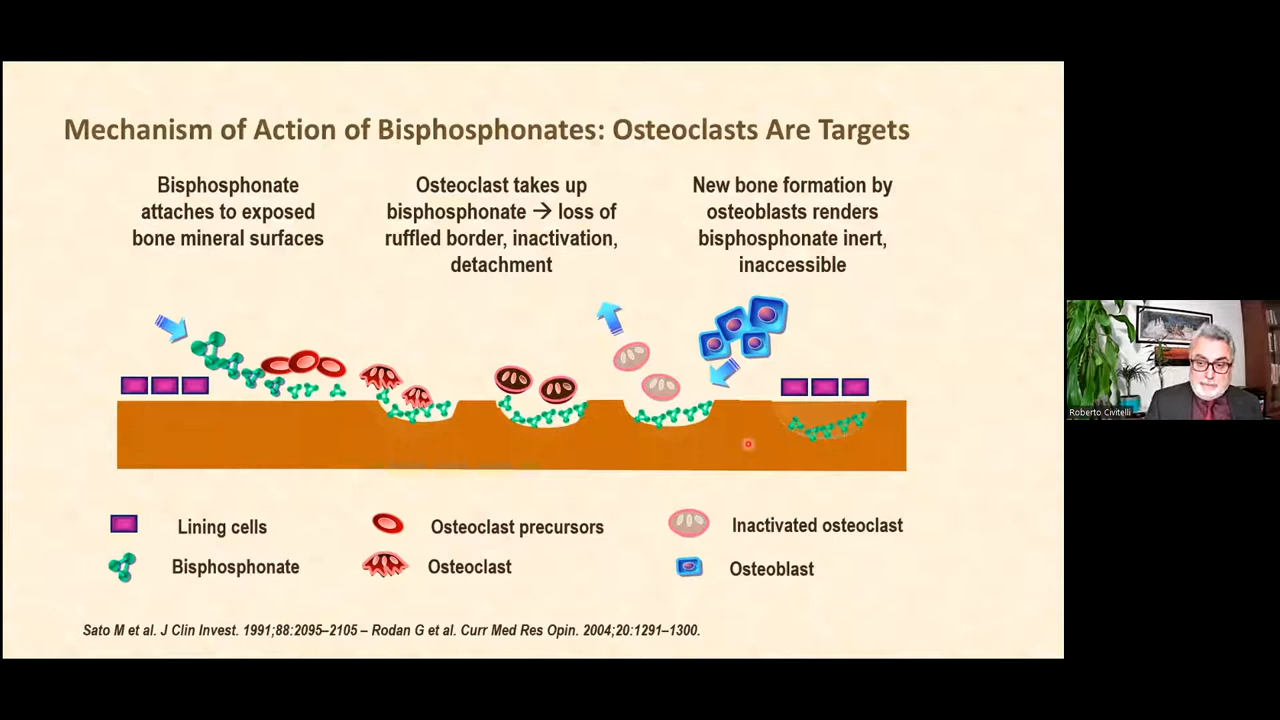 Mechanism of Action of Bisphosphonates: Osteoclasts Are Targets
Bisphosphonate
attaches to exposed
bone mineral surfaces
Osteoclast takes up
bisphosphonate → loss of
ruffled border, inactivation,
detachment
New bone formation by
osteoblasts renders
bisphosphonate inert,
inaccessible
Roberto Civitelli
Lining cells
Osteoclast precursors
Inactivated osteoclast
Bisphosphonate
Osteoclast
Osteoblast
Sato M et al. J Clin Invest. 1991;88:2095–2105 – Rodan G et al. Curr Med Res Opin. 2004;20:1291–1300.